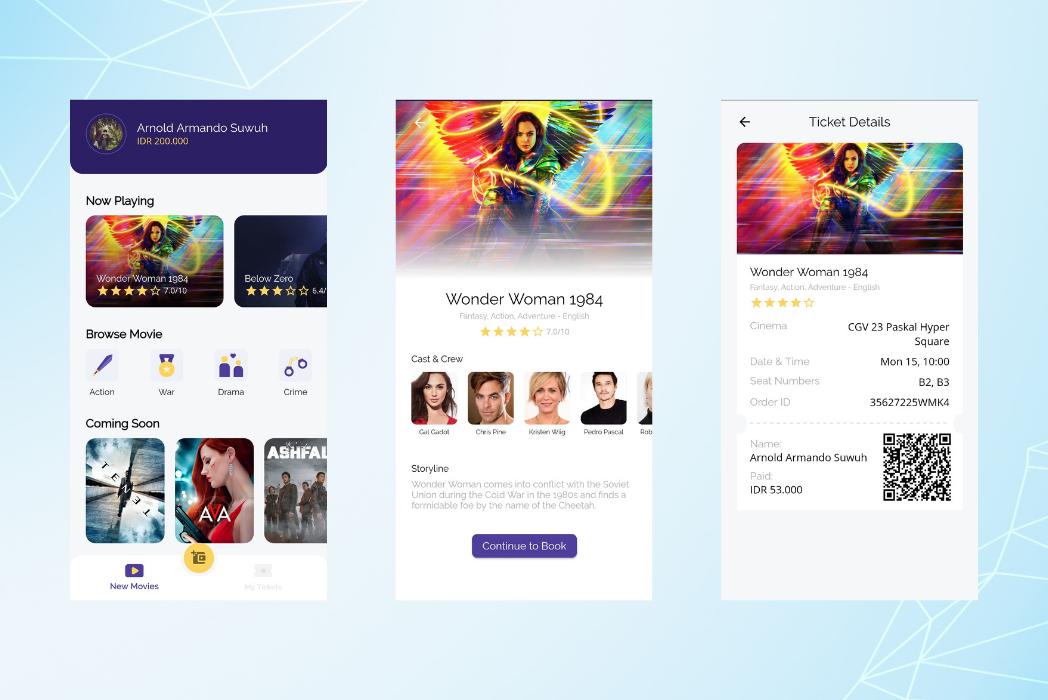 Arnold Armando Suwuh
IDR 200.000
Now Playing
Wonder Woman 1984
7.0/10
Below Zero
6.4/
Browse Movie
Action
War
Drama
Crime
Coming Soon
TENET
AVA
ASHFAL
New Movies
My Tickets
Wonder Woman 1984
Fantasy, Action, Adventure - English
7.0/10
Cast & Crew
Gal Gadot
Chris Pine
Kristen Wiig
Pedro Pascal
Rob
Storyline
Wonder Woman comes into conflict with the Soviet
Union during the Cold War in the 1980s and finds a
formidable foe by the name of the Cheetah.
Continue to Book
Ticket Details
Wonder Woman 1984
Fantasy, Action, Adventure - English
Cinema
CGV 23 Paskal Hyper
Square
Date & Time
Mon 15, 10:00
Seat Numbers
B2, B3
Order ID
35627225WMK4
Name:
Arnold Armando Suwuh
Paid:
IDR 53.000